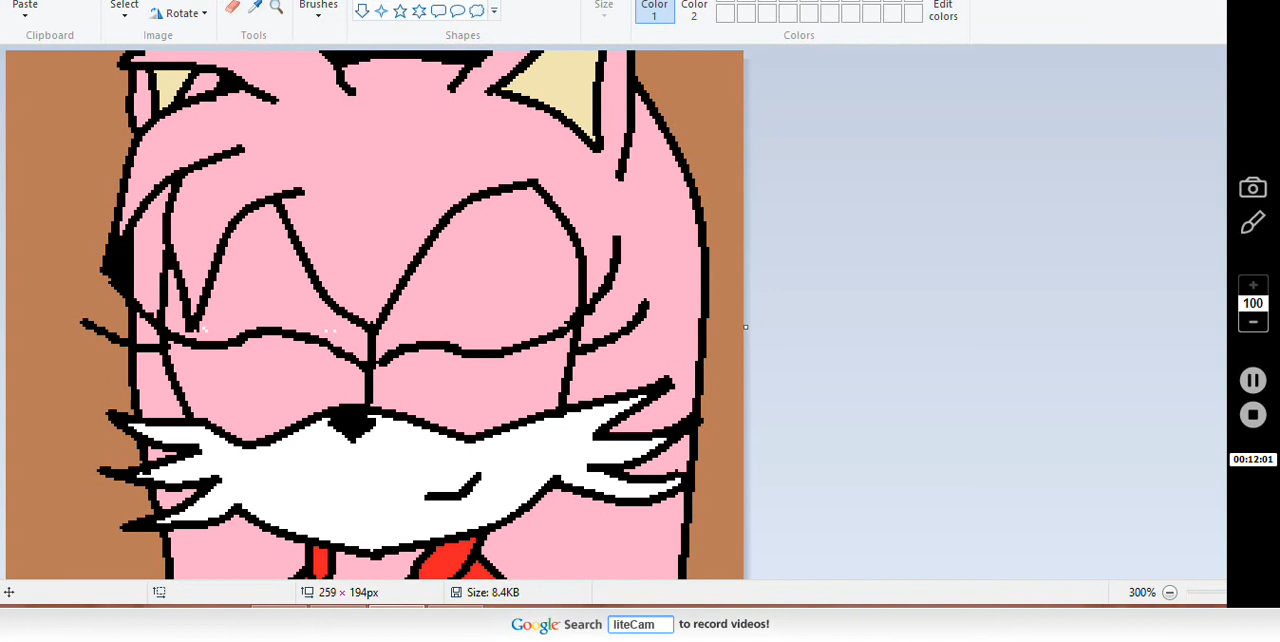 Paste
Select
Rotate
Brushes
Size
Color
1
Color
2
Edit
colors
Clipboard
Image
Tools
Shapes
Colors
100
00:12:01
259 × 194px
Size: 8.4KB
300%
Google Search liteCam to record videos!